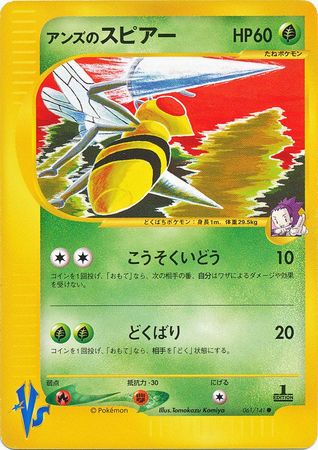 アンズのスピアー HP60
たねポケモン
どくばちポケモン:身長1m、体重29.5kg
こうそくいどう 10
コインを1回投げ、「おもて」なら、次の相手の番、自分はワザによるダメージや効果
を受けない。
どくばり 20
コインを1回投げ、「おもて」なら、相手を「どく」状態にする。
弱点 抵抗力 -30 にげる
1
EDITION
©Pokémon Illus.Tomokazu Komiya 061/141
VS